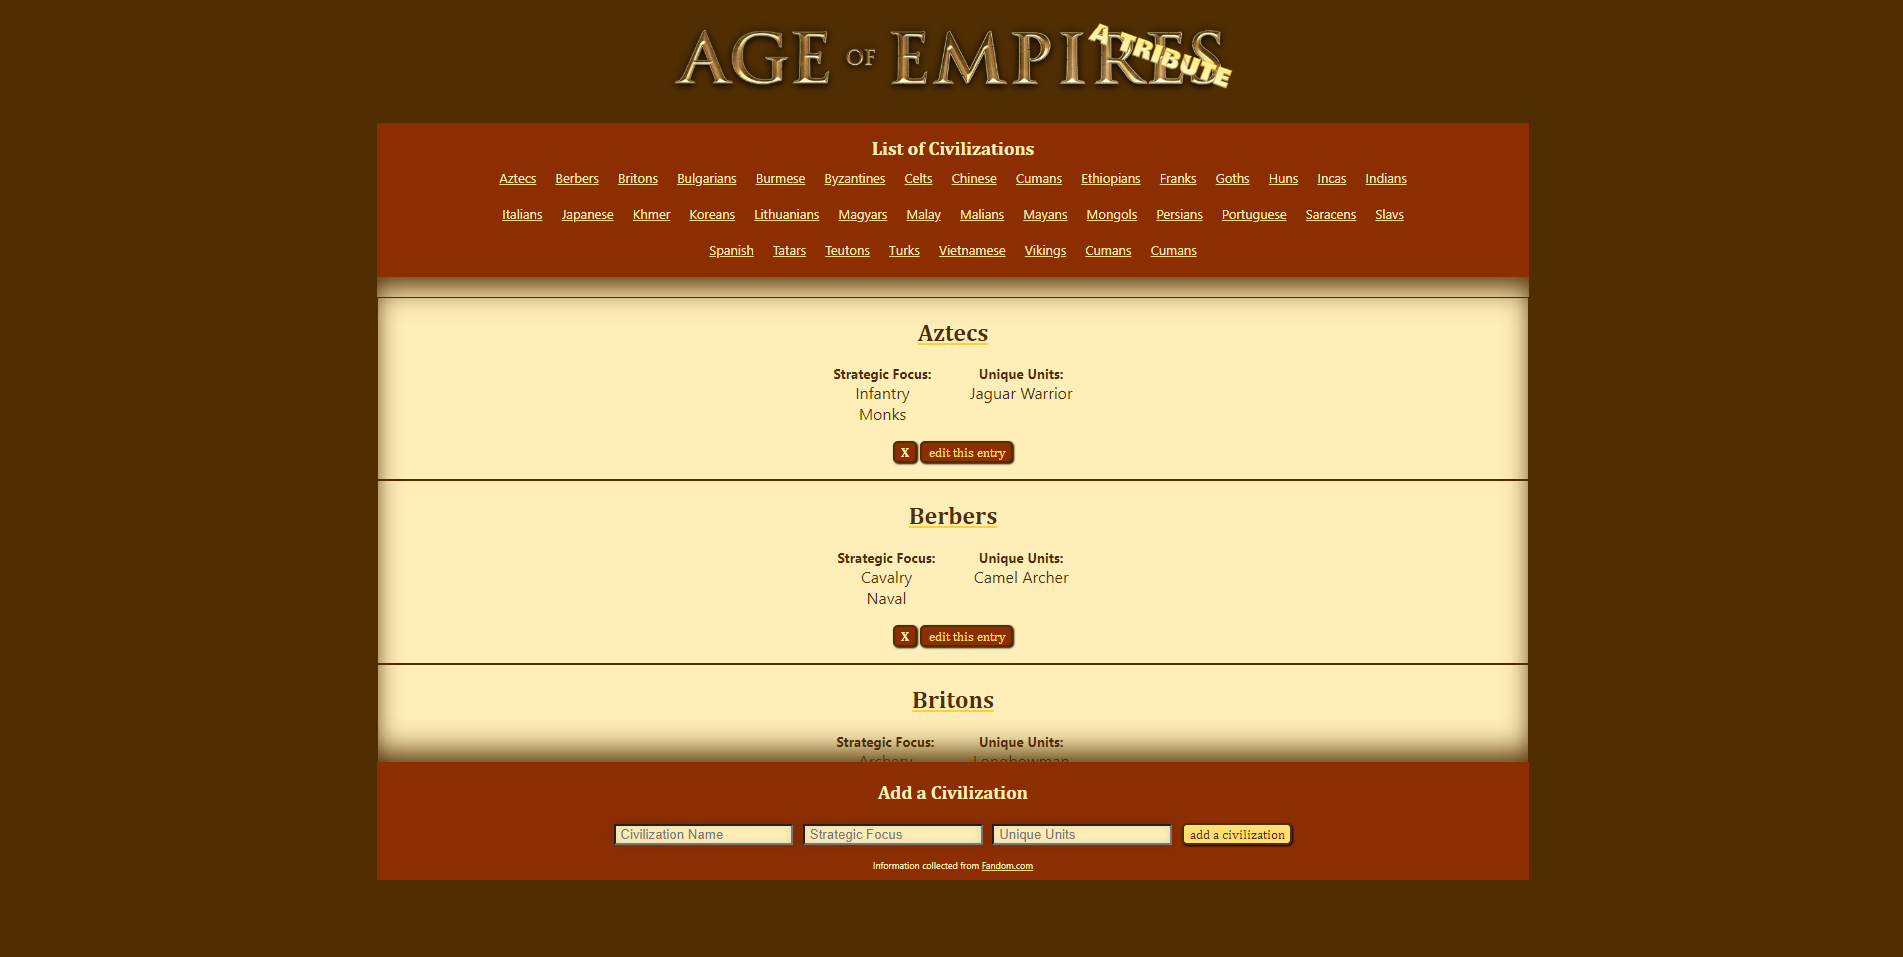 AGE OF EMPIRES
A TRIBUTE
List of Civilizations
Aztecs Berbers Britons Bulgarians Burmese Byzantines Celts Chinese Cumans Ethiopians Franks Goths Huns Incas Indians
Italians Japanese Khmer Koreans Lithuanians Magyars Malay Malians Mayans Mongols Persians Portuguese Saracens Slavs
Spanish Tatars Teutons Turks Vietnamese Vikings Cumans Cumans
Aztecs
Strategic Focus: Unique Units:
Infantry Jaguar Warrior
Monks
X edit this entry
Berbers
Strategic Focus: Unique Units:
Cavalry Camel Archer
Naval
X edit this entry
Britons
Strategic Focus: Unique Units:
Archery Longbowman
Add a Civilization
Civilization Name Strategic Focus Unique Units add a civilization
Information collected from Fandom.com